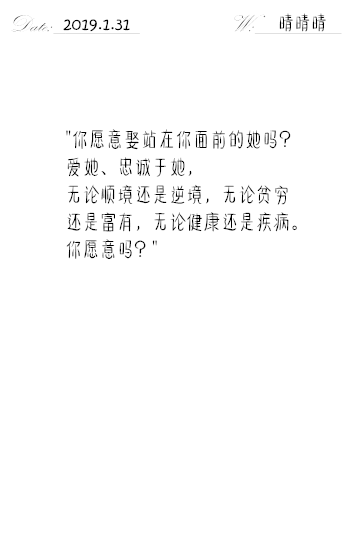 Date: 2019.1.31 W: 晴晴晴
"你愿意娶站在你面前的她吗？
爱她、忠诚于她，
无论顺境还是逆境，无论贫穷
还是富有，无论健康还是疾病。
你愿意吗？"